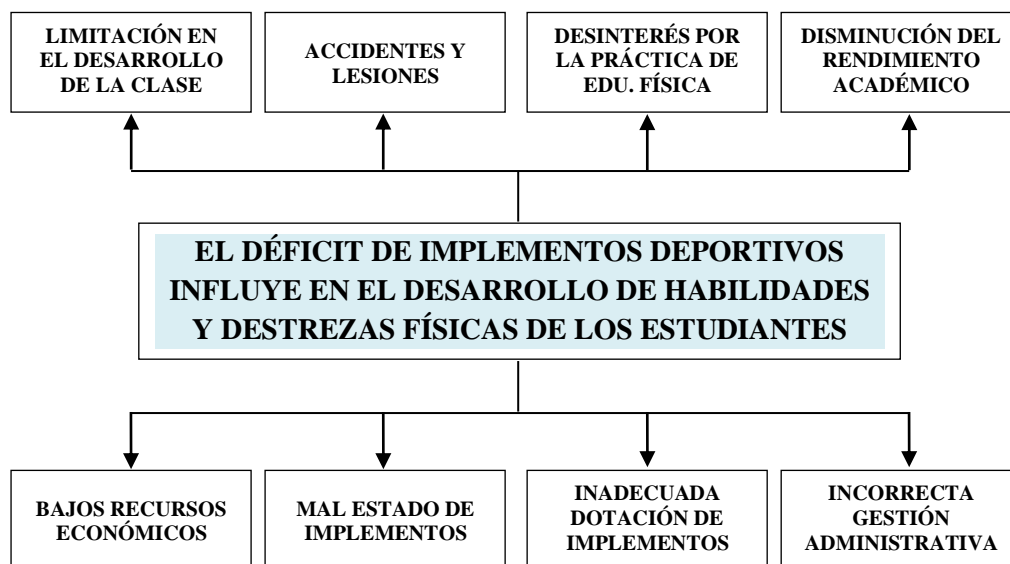 LIMITACIÓN EN
EL DESARROLLO
DE LA CLASE
ACCIDENTES Y
LESIONES
DESINTERÉS POR
LA PRÁCTICA DE
EDU. FÍSICA
DISMINUCIÓN DEL
RENDIMIENTO
ACADÉMICO
EL DÉFICIT DE IMPLEMENTOS DEPORTIVOS
INFLUYE EN EL DESARROLLO DE HABILIDADES
Y DESTREZAS FÍSICAS DE LOS ESTUDIANTES
BAJOS RECURSOS
ECONÓMICOS
MAL ESTADO DE
IMPLEMENTOS
INADECUADA
DOTACIÓN DE
IMPLEMENTOS
INCORRECTA
GESTIÓN
ADMINISTRATIVA